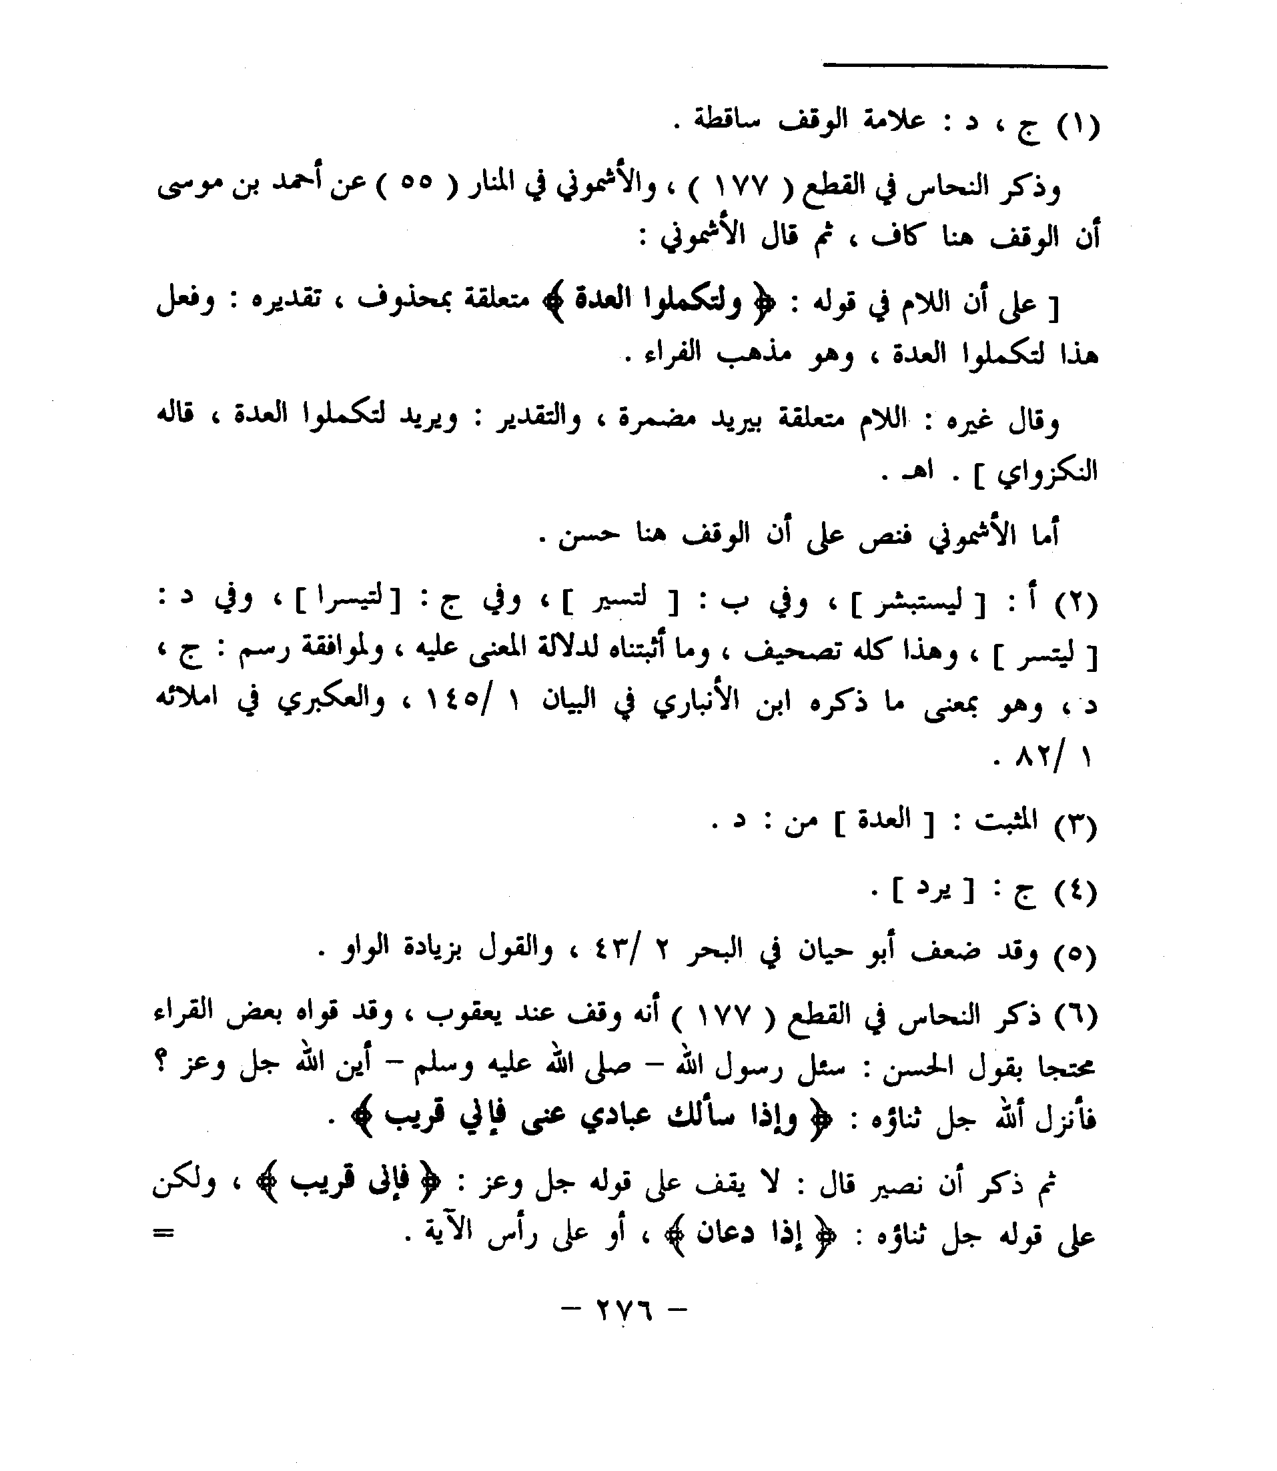 (١) ج ، د : علامة الوقف ساقطة .
وذكر النحاس في القطع ( ١٧٧ ) ، والأشموني في المنار ( ٥٥ ) عن أحمد بن موسى
أن الوقف هنا كاف ، ثم قال الأشموني :
[ على أن اللام في قوله : ﴿ ولتكملوا العدة ﴾ متعلقة بمحذوف ، تقديره : وفعل
هذا لتكملوا العدة ، وهو مذهب الفراء .
وقال غيره : اللام متعلقة بيريد مضمرة ، والتقدير : ويريد لتكملوا العدة ، قاله
النكزواي ] . اهـ .
أما الأشموني فنص على أن الوقف هنا حسن .
(٢) أ : [ ليستبشر ] ، وفي ب : [ لتسير ] ، وفي ج : [ لتيسرا ] ، وفي د :
[ ليتسر ] ، وهذا كله تصحيف ، وما أثبتناه لدلالة المعنى عليه ، ولموافقة رسم : ج ،
د ، وهو بمعنى ما ذكره ابن الأنباري في البيان ١ /١٤٥ ، والعكبري في املائه
١ /٨٢ .
(٣) المثبت : [ العدة ] من : د .
(٤) ج : [ يرد ] .
(٥) وقد ضعف أبو حيان في البحر ٢ /٤٣ ، والقول بزيادة الواو .
(٦) ذكر النحاس في القطع ( ١٧٧ ) أنه وقف عند يعقوب ، وقد قواه بعض القراء
محتجا بقول الحسن : سئل رسول الله – صلى الله عليه وسلم – أين الله جل وعز ؟
فأنزل ألله جل ثناؤه : ﴿ وإذا سألك عبادي عنى فإني قريب ﴾ .
ثم ذكر أن نصير قال : لا يقف على قوله جل وعز : ﴿ فإنى قريب ﴾ ، ولكن
على قوله جل ثناؤه : ﴿ إذا دعان ﴾ ، أو على رأس الآية . =
– ٢٧٦ –